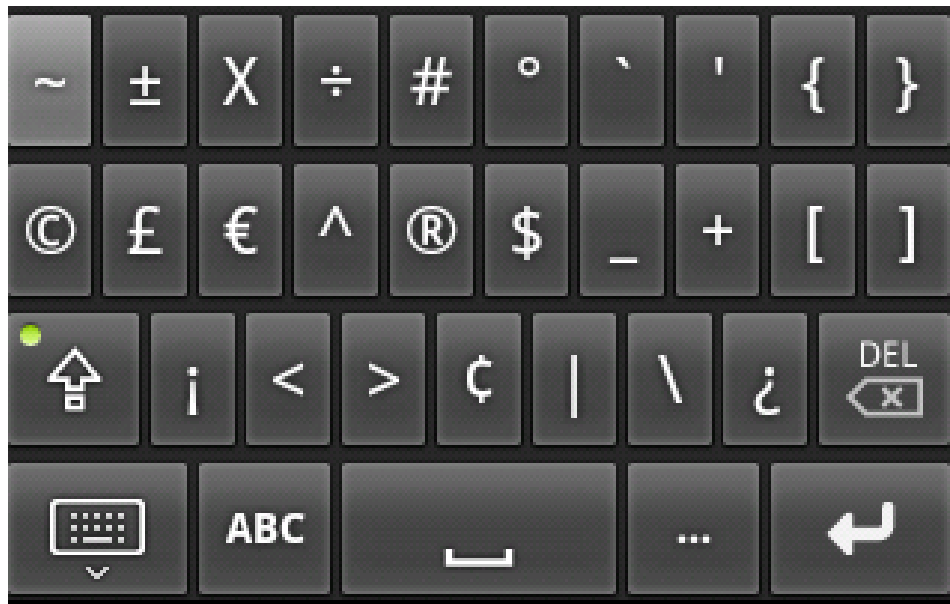 ~ ± X ÷ # ° ` ' { }
© £ € ^ ® $ _ + [ ]
¡ < > ¢ | \ ¿ DEL
ABC ...